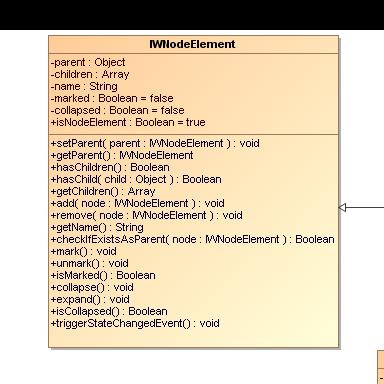 IWNodeElement
-parent : Object
-children : Array
-name : String
-marked : Boolean = false
-collapsed : Boolean = false
+isNodeElement : Boolean = true
+setParent( parent : IWNodeElement ) : void
+getParent() : IWNodeElement
+hasChildren() : Boolean
+hasChild( child : Object ) : Boolean
+getChildren() : Array
+add( node : IWNodeElement ) : void
+remove( node : IWNodeElement ) : void
+getName() : String
+checkIfExistsAsParent( node : IWNodeElement ) : Boolean
+mark() : void
+unmark() : void
+isMarked() : Boolean
+collapse() : void
+expand() : void
+isCollapsed() : Boolean
+triggerStateChangedEvent() : void